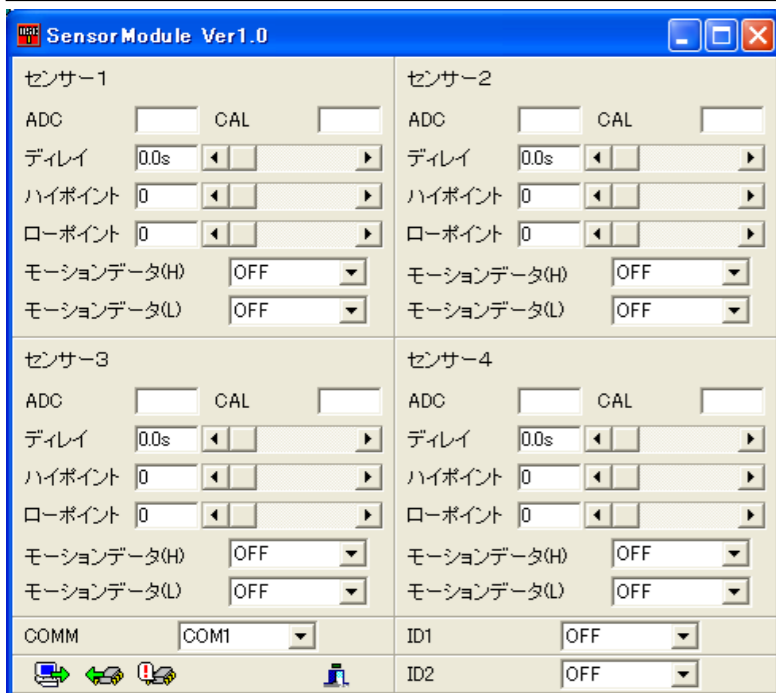 SensorModule Ver1.0
センサー1
ADC CAL
ディレイ 0.0s
ハイポイント 0
ローポイント 0
モーションデータ(H) OFF
モーションデータ(L) OFF
センサー2
ADC CAL
ディレイ 0.0s
ハイポイント 0
ローポイント 0
モーションデータ(H) OFF
モーションデータ(L) OFF
センサー3
ADC CAL
ディレイ 0.0s
ハイポイント 0
ローポイント 0
モーションデータ(H) OFF
モーションデータ(L) OFF
センサー4
ADC CAL
ディレイ 0.0s
ハイポイント 0
ローポイント 0
モーションデータ(H) OFF
モーションデータ(L) OFF
COMM COM1
ID1 OFF
ID2 OFF